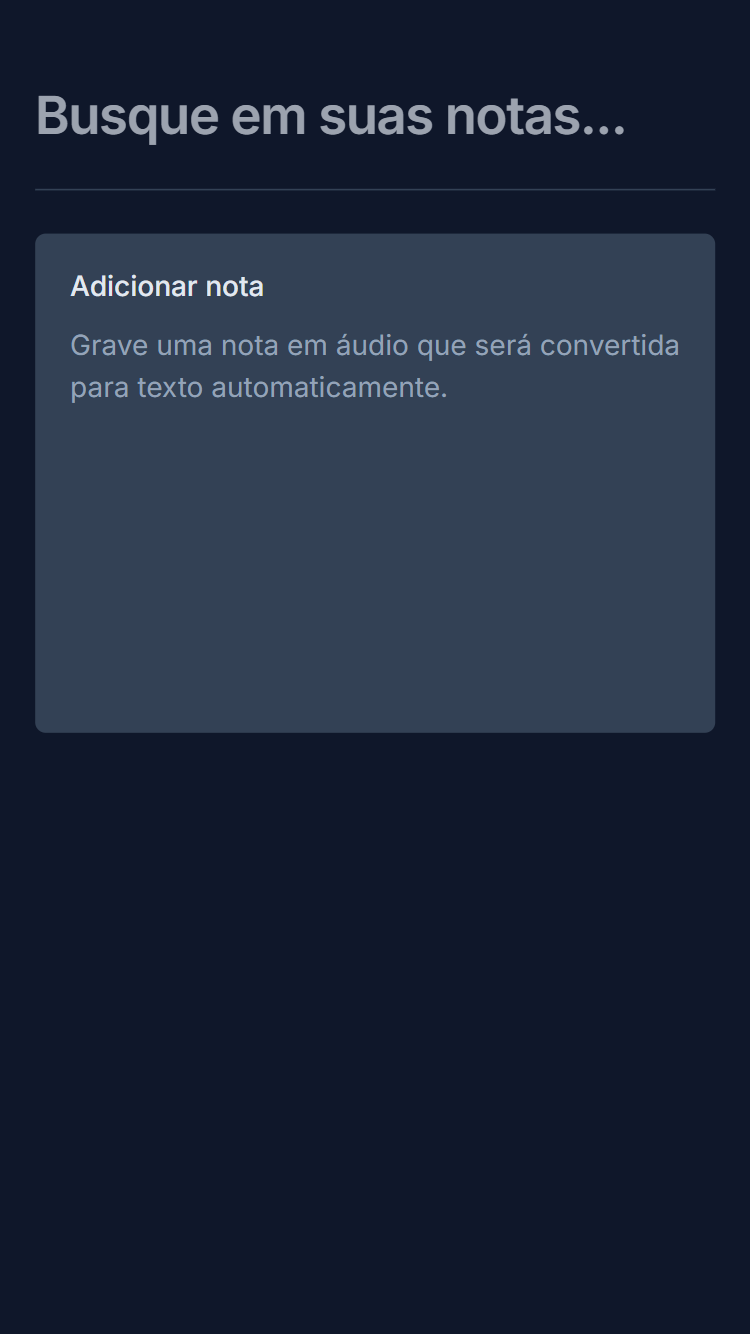 Busque em suas notas...
Adicionar nota
Grave uma nota em áudio que será convertida
para texto automaticamente.